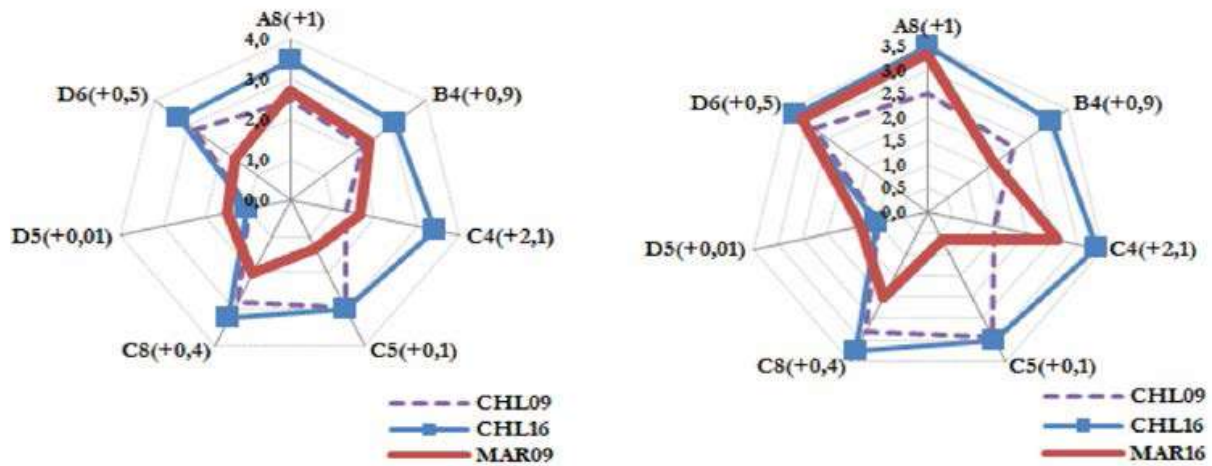 A8(+1)
4,0
3,0
2,0
1,0
0,0
B4(+0,9)
C4(+2,1)
C5(+0,1)
C8(+0,4)
D5(+0,01)
D6(+0,5)
CHL09
CHL16
MAR09
A8(+1)
3,5
3,0
2,5
2,0
1,5
1,0
0,5
0,0
B4(+0,9)
C4(+2,1)
C5(+0,1)
C8(+0,4)
D5(+0,01)
D6(+0,5)
CHL09
CHL16
MAR16